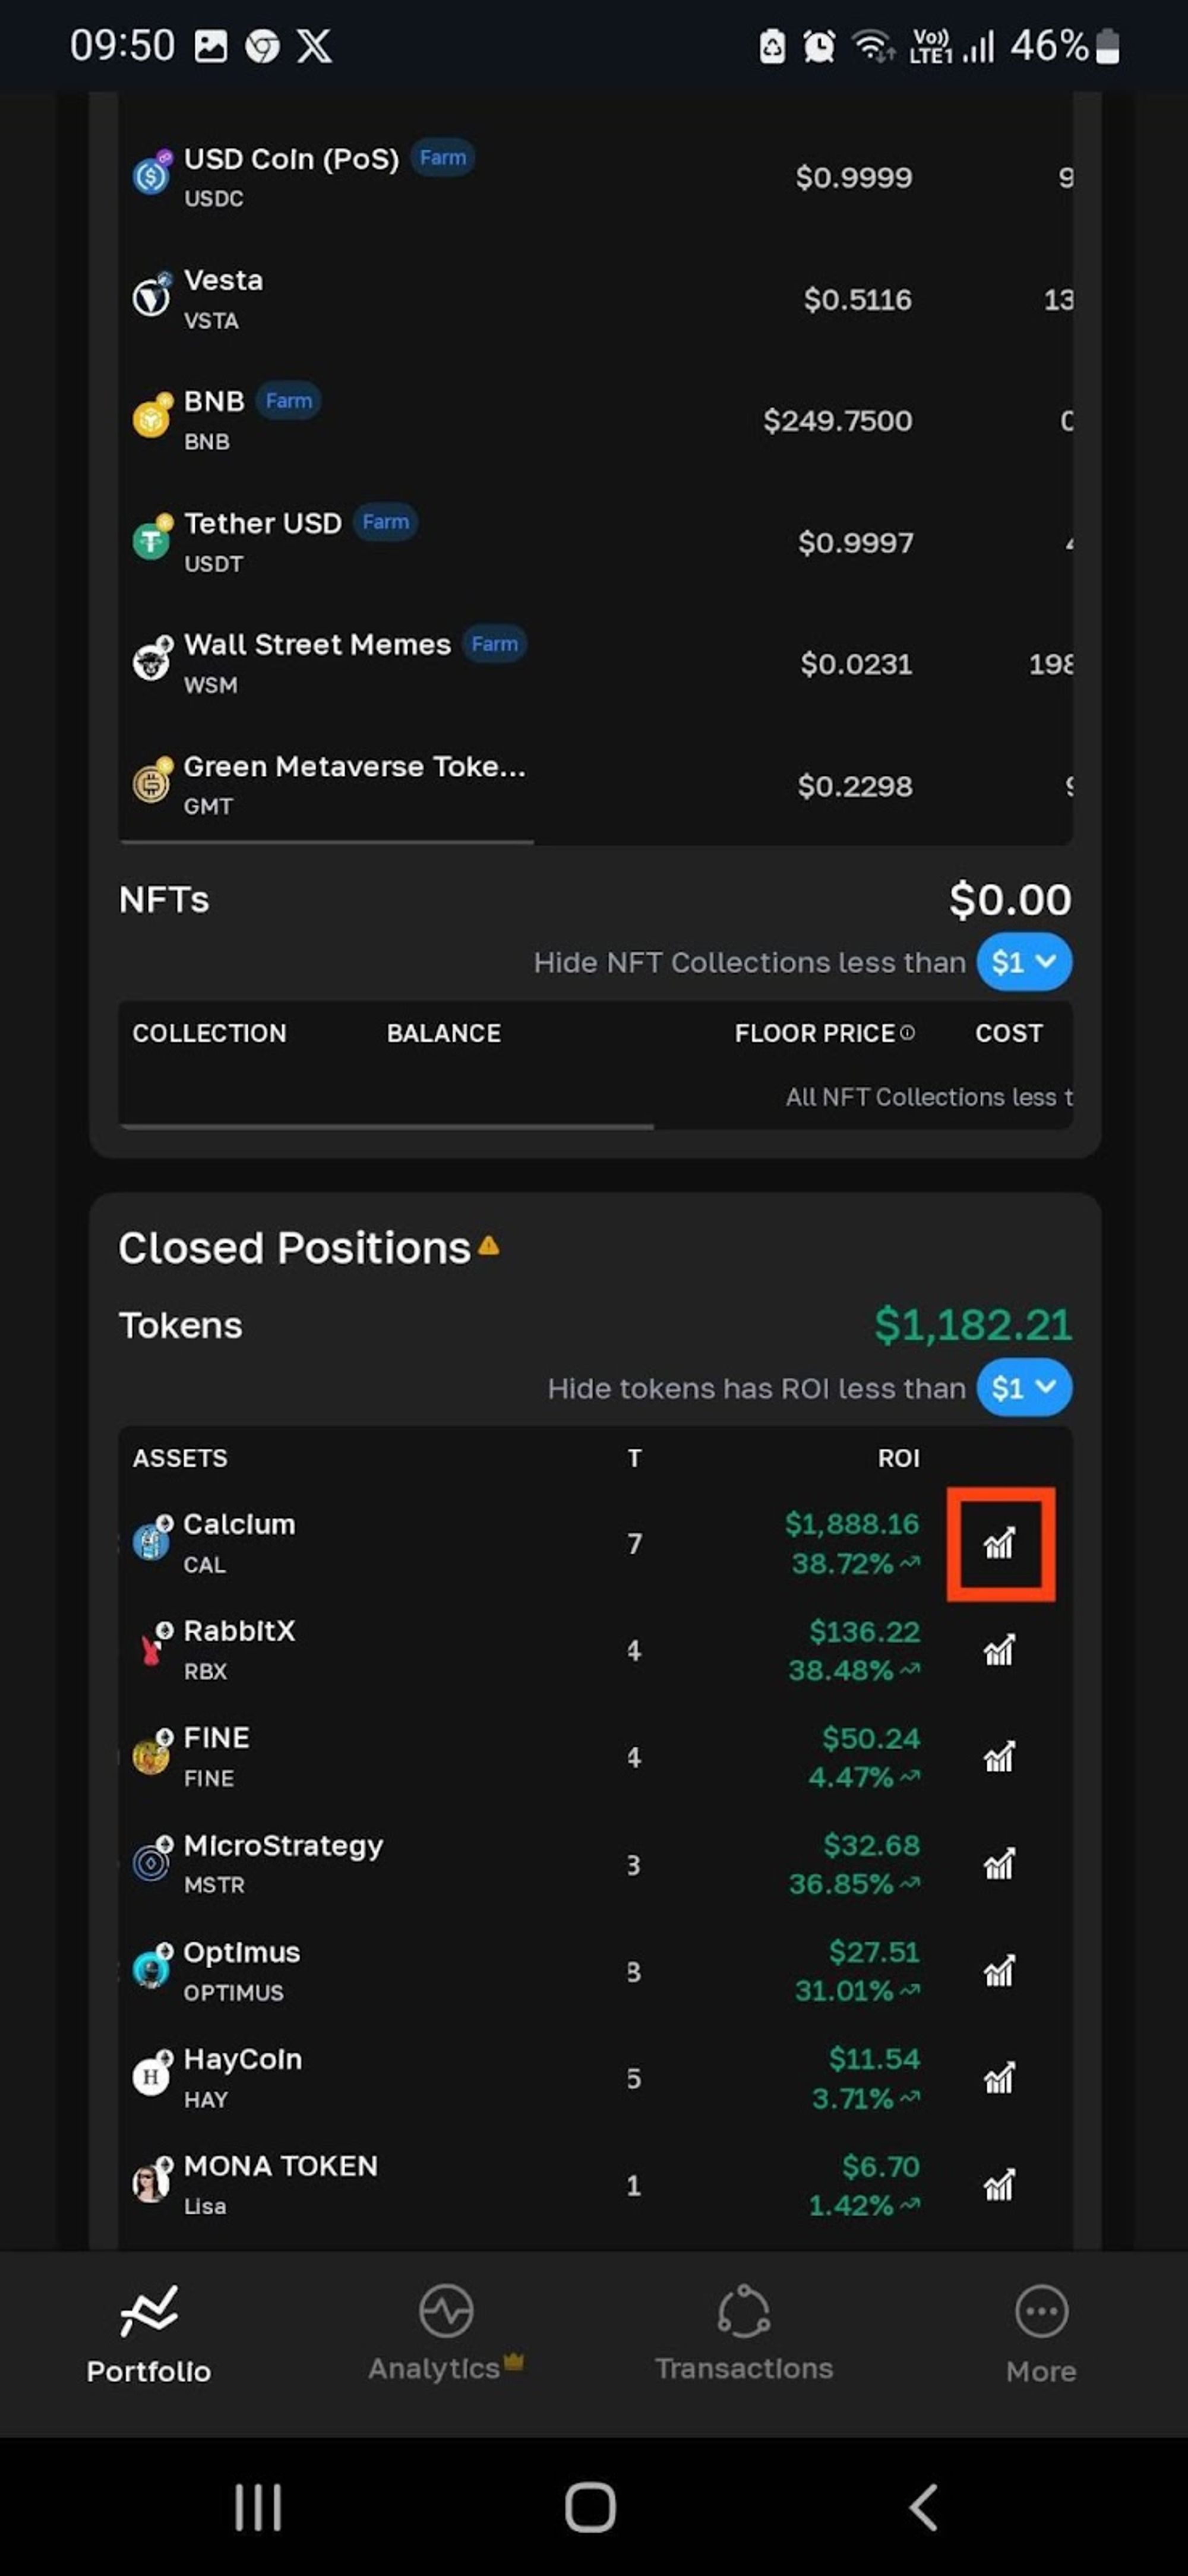 09:50
Vo)) LTE1 46%
USD Coin (PoS) Farm
USDC
$0.9999
9
Vesta
VSTA
$0.5116
13
BNB Farm
BNB
$249.7500
Tether USD Farm
USDT
$0.9997
Wall Street Memes Farm
WSM
$0.0231
198
Green Metaverse Toke...
GMT
$0.2298
NFTs $0.00
Hide NFT Collections less than $1
COLLECTION BALANCE FLOOR PRICE COST
All NFT Collections less t
Closed Positions
Tokens $1,182.21
Hide tokens has ROI less than $1
ASSETS T ROI
Calcium
CAL
7
$1,888.16
38.72%
RabbitX
RBX
4
$136.22
38.48%
FINE
FINE
4
$50.24
4.47%
MicroStrategy
MSTR
3
$32.68
36.85%
Optimus
OPTIMUS
$27.51
31.01%
H
HayCoin
HAY
5
$11.54
3.71%
MONA TOKEN
Lisa
1
$6.70
1.42%
Portfolio Analytics Transactions More